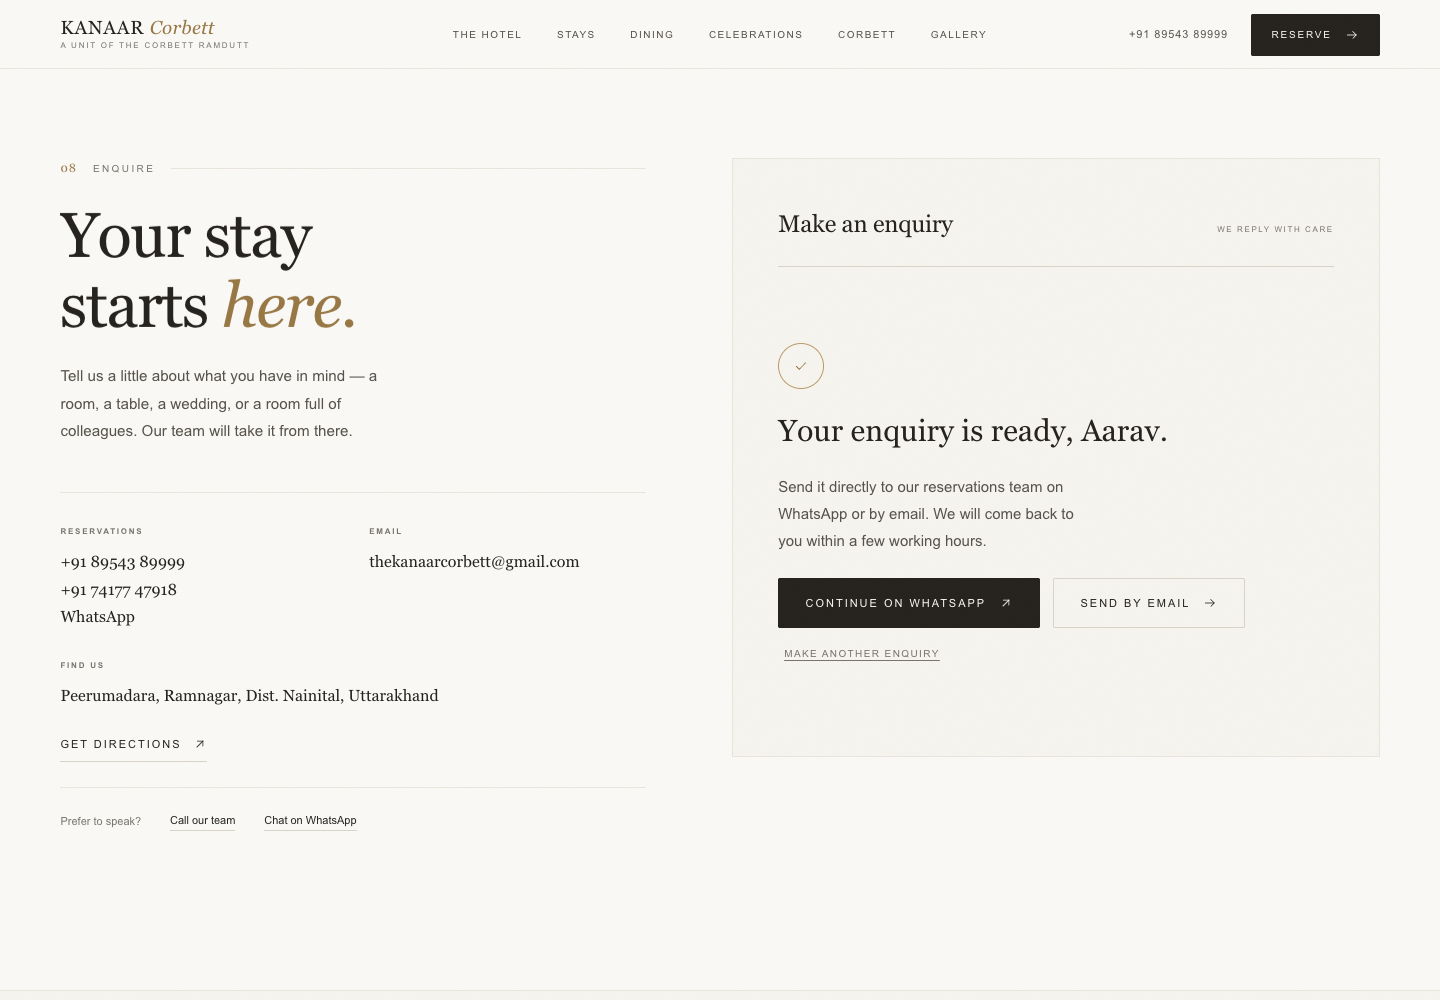 KANAAR Corbett
A UNIT OF THE CORBETT RAMDUTT
THE HOTEL
STAYS
DINING
CELEBRATIONS
CORBETT
GALLERY
+91 89543 89999
RESERVE →
08 ENQUIRE
Your stay
starts here.
Tell us a little about what you have in mind — a
room, a table, a wedding, or a room full of
colleagues. Our team will take it from there.
RESERVATIONS
+91 89543 89999
+91 74177 47918
WhatsApp
EMAIL
thekanaarcorbett@gmail.com
FIND US
Peerumadara, Ramnagar, Dist. Nainital, Uttarakhand
GET DIRECTIONS ↗
Prefer to speak?
Call our team
Chat on WhatsApp
Make an enquiry
WE REPLY WITH CARE
Your enquiry is ready, Aarav.
Send it directly to our reservations team on
WhatsApp or by email. We will come back to
you within a few working hours.
CONTINUE ON WHATSAPP ↗
SEND BY EMAIL →
MAKE ANOTHER ENQUIRY